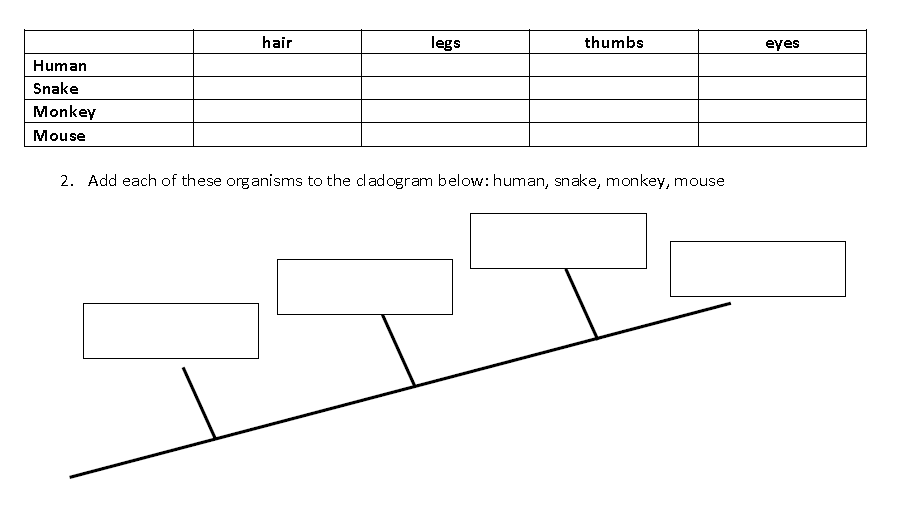 hair legs thumbs eyes
Human
Snake
Monkey
Mouse
2. Add each of these organisms to the cladogram below: human, snake, monkey, mouse